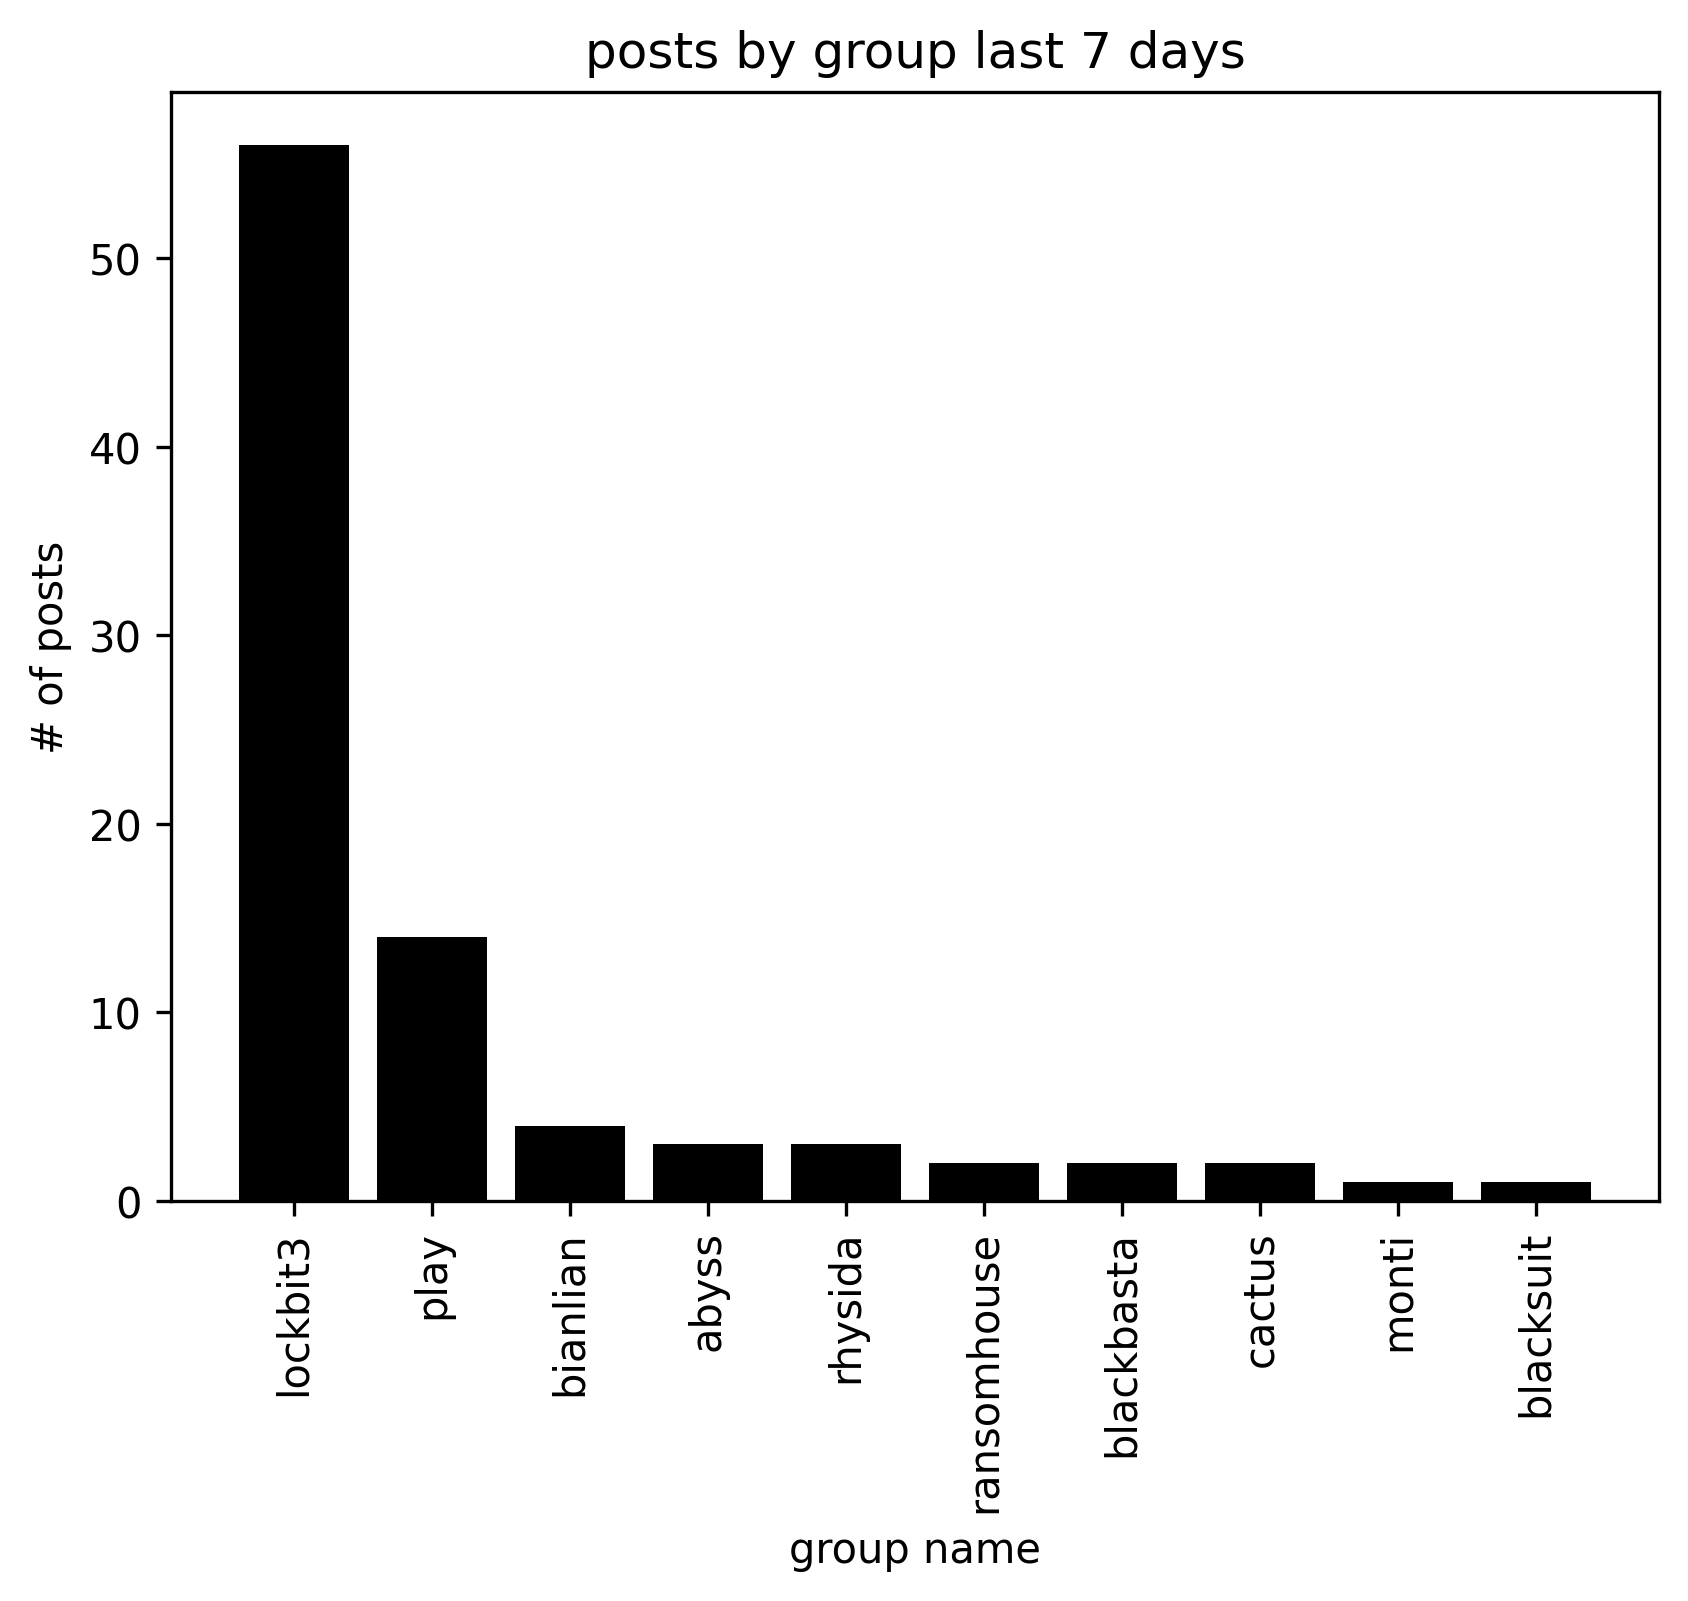 posts by group last 7 days
# of posts
50
40
30
20
10
0
lockbit3
play
bianlian
abyss
rhysida
ransomhouse
blackbasta
cactus
monti
blacksuit
group name